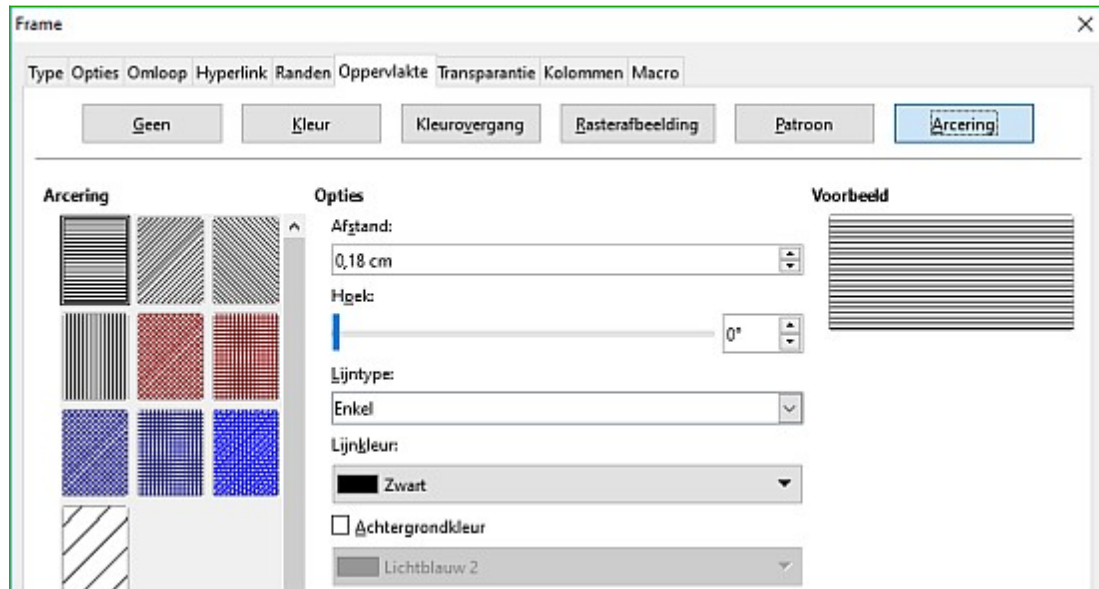 Frame
Type Opties Omloop Hyperlink Randen Oppervlakte Transparantie Kolommen Macro
Geen Kleur Kleurovergang Rasterafbeelding Patroon Arcering
Arcering Opties Voorbeeld
Afstand:
0,18 cm
Hoek:
0°
Lijntype:
Enkel
Lijnkleur:
Zwart
Achtergrondkleur
Lichtblauw 2